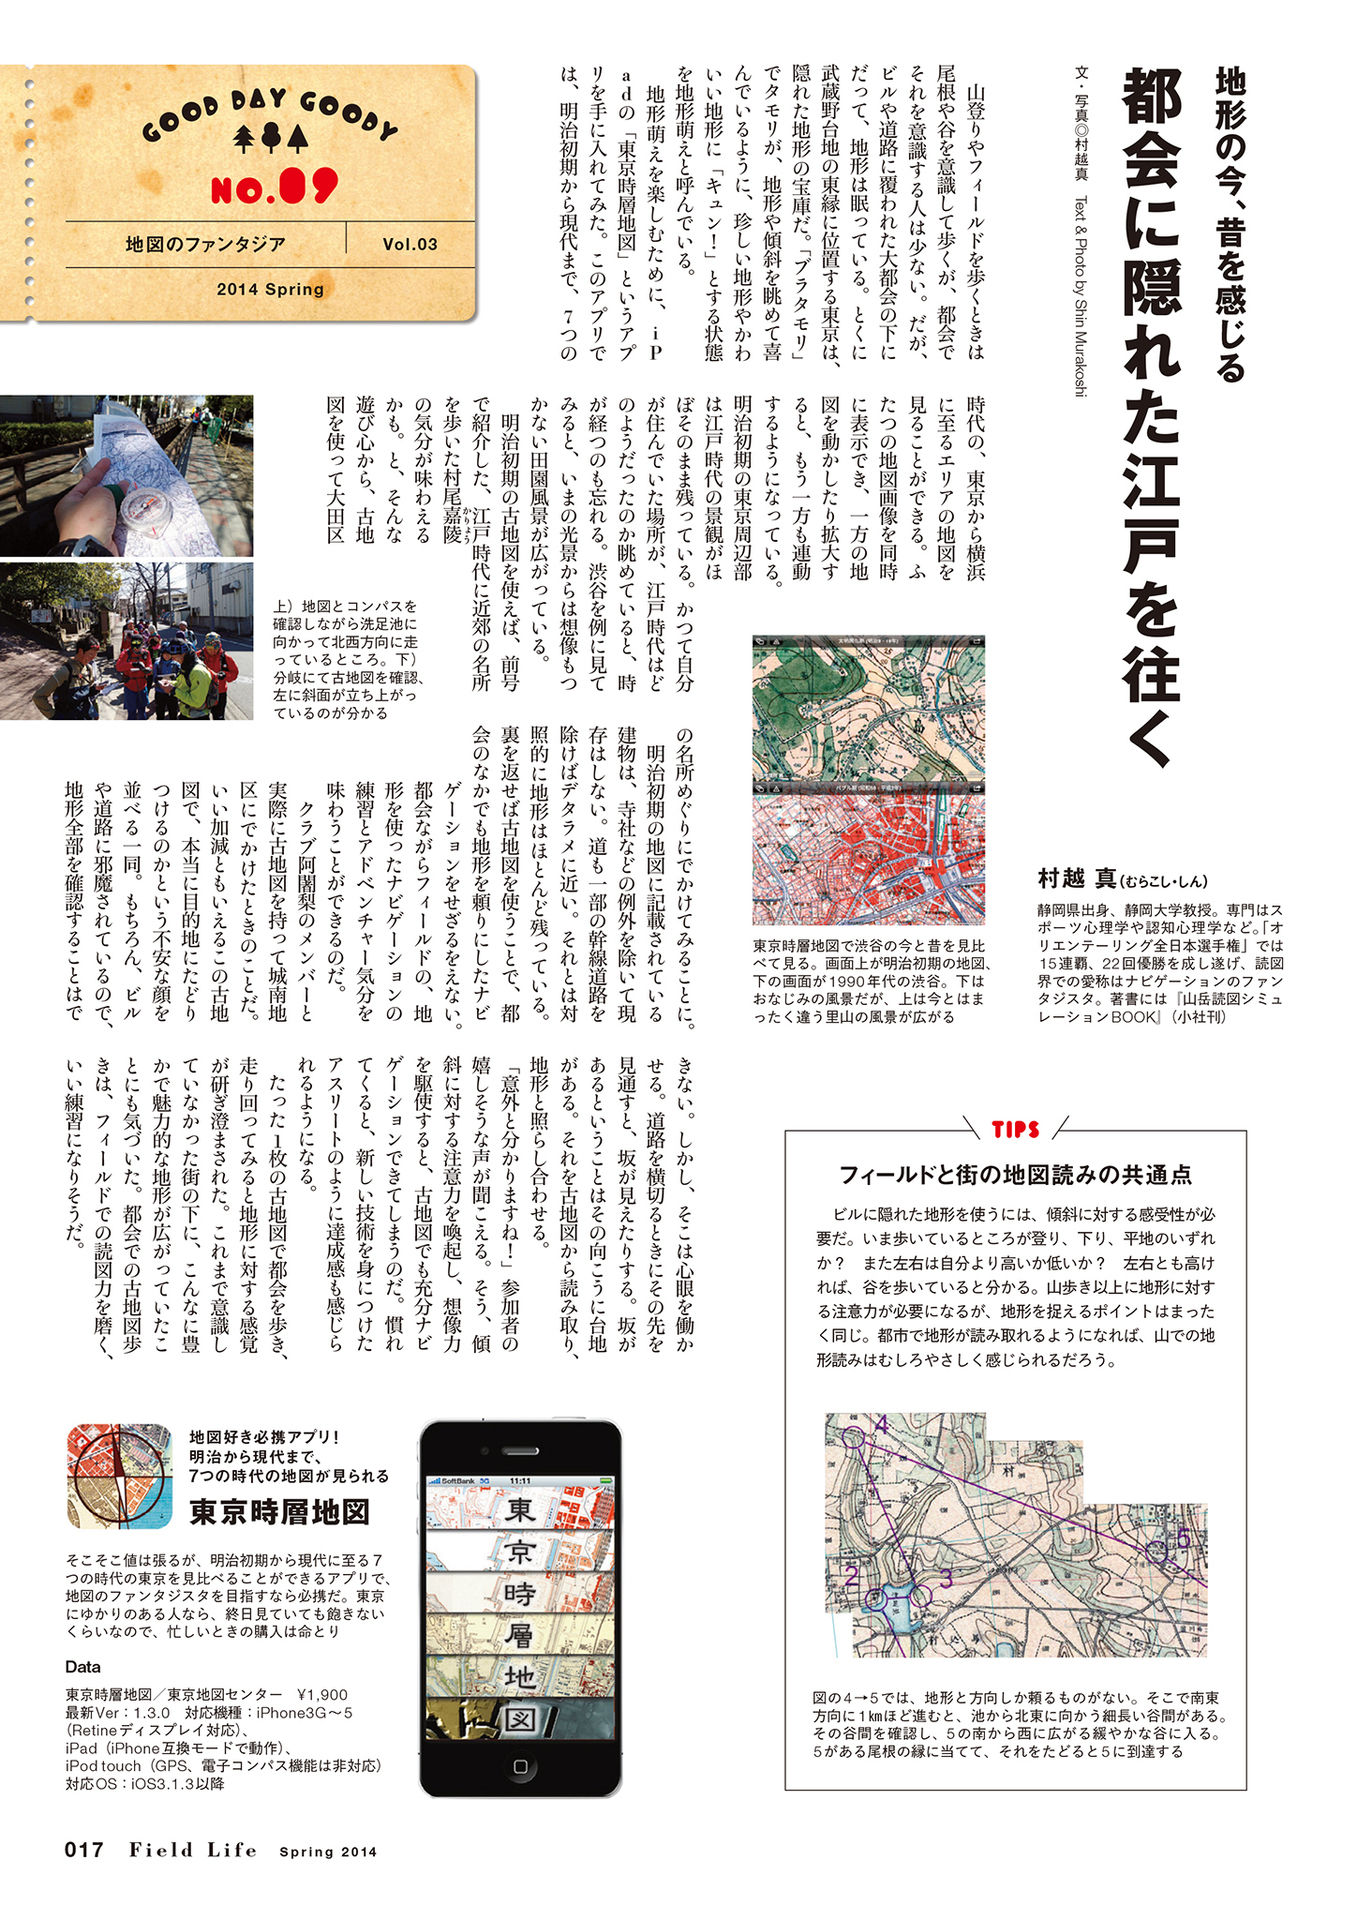 地形の今、昔を感じる
都会に隠れた江戸を往く
文・写真◎村越真　Text & Photo by Shin Murakoshi
GOOD DAY GOODY
NO.09
地図のファンタジア
Vol.03
2014 Spring
　山登りやフィールドを歩くときは
尾根や谷を意識して歩くが、都会で
それを意識する人は少ない。だが、
ビルや道路に覆われた大都会の下に
だって、地形は眠っている。とくに
武蔵野台地の東縁に位置する東京は、
隠れた地形の宝庫だ。「ブラタモリ」
でタモリが、地形や傾斜を眺めて喜
んでいるように、珍しい地形やかわ
いい地形に「キュン！」とする状態
を地形萌えと呼んでいる。
　地形萌えを楽しむために、iP
adの「東京時層地図」というアプ
リを手に入れてみた。このアプリで
は、明治初期から現代まで、7つの
時代の、東京から横浜
に至るエリアの地図を
見ることができる。ふ
たつの地図画像を同時
に表示でき、一方の地
図を動かしたり拡大す
ると、もう一方も連動
するようになっている。
明治初期の東京周辺部
は江戸時代の景観がほ
ぼそのまま残っている。かつて自分
が住んでいた場所が、江戸時代はど
のようだったのか眺めていると、時
が経つのも忘れる。渋谷を例に見て
みると、いまの光景からは想像もつ
かない田園風景が広がっている。
　明治初期の古地図を使えば、前号
で紹介した、江戸時代に近郊の名所
を歩いた村尾嘉陵かりょう
の気分が味わえる
かも。と、そんな
遊び心から、古地
図を使って大田区
の名所めぐりにでかけてみることに。
　明治初期の地図に記載されている
建物は、寺社などの例外を除いて現
存はしない。道も一部の幹線道路を
除けばデタラメに近い。それとは対
照的に地形はほとんど残っている。
裏を返せば古地図を使うことで、都
会のなかでも地形を頼りにしたナビ
ゲーションをせざるをえない。
都会ながらフィールドの、地
形を使ったナビゲーションの
練習とアドベンチャー気分を
味わうことができるのだ。
　クラブ阿闍梨のメンバーと
実際に古地図を持って城南地
区にでかけたときのことだ。
いい加減ともいえるこの古地
図で、本当に目的地にたどり
つけるのかという不安な顔を
並べる一同。もちろん、ビル
や道路に邪魔されているので、
地形全部を確認することはで
きない。しかし、そこは心眼を働か
せる。道路を横切るときにその先を
見通すと、坂が見えたりする。坂が
あるということはその向こうに台地
がある。それを古地図から読み取り、
地形と照らし合わせる。
「意外と分かりますね！」参加者の
嬉しそうな声が聞こえる。そう、傾
斜に対する注意力を喚起し、想像力
を駆使すると、古地図でも充分ナビ
ゲーションできてしまうのだ。慣れ
てくると、新しい技術を身につけた
アスリートのように達成感も感じら
れるようになる。
　たった1枚の古地図で都会を歩き、
走り回ってみると地形に対する感覚
が研ぎ澄まされた。これまで意識し
ていなかった街の下に、こんなに豊
かで魅力的な地形が広がっていたこ
とにも気づいた。都会での古地図歩
きは、フィールドでの読図力を磨く、
いい練習になりそうだ。
上）地図とコンパスを
確認しながら洗足池に
向かって北西方向に走
っているところ。下）
分岐にて古地図を確認、
左に斜面が立ち上がっ
ているのが分かる
東京時層地図で渋谷の今と昔を見比
べて見る。画面上が明治初期の地図、
下の画面が1990年代の渋谷。下は
おなじみの風景だが、上は今とはま
ったく違う里山の風景が広がる
村越 真（むらこし・しん）
静岡県出身、静岡大学教授。専門はス
ポーツ心理学や認知心理学など。「オ
リエンテーリング全日本選手権」では
15連覇、22回優勝を成し遂げ、読図
界での愛称はナビゲーションのファン
タジスタ。著書には『山岳読図シミュ
レーションBOOK』（小社刊）
TIPS
フィールドと街の地図読みの共通点
　ビルに隠れた地形を使うには、傾斜に対する感受性が必
要だ。いま歩いているところが登り、下り、平地のいずれ
か？　また左右は自分より高いか低いか？　左右とも高け
れば、谷を歩いていると分かる。山歩き以上に地形に対す
る注意力が必要になるが、地形を捉えるポイントはまった
く同じ。都市で地形が読み取れるようになれば、山での地
形読みはむしろやさしく感じられるだろう。
4
5
2
3
図の4→5では、地形と方向しか頼るものがない。そこで南東
方向に1kmほど進むと、池から北東に向かう細長い谷間がある。
その谷間を確認し、5の南から西に広がる緩やかな谷に入る。
5がある尾根の縁に当てて、それをたどると5に到達する
地図好き必携アプリ！
明治から現代まで、
7つの時代の地図が見られる
東京時層地図
そこそこ値は張るが、明治初期から現代に至る7
つの時代の東京を見比べることができるアプリで、
地図のファンタジスタを目指すなら必携だ。東京
にゆかりのある人なら、終日見ていても飽きない
くらいなので、忙しいときの購入は命とり
Data
東京時層地図／東京地図センター　¥1,900
最新Ver：1.3.0　対応機種：iPhone3G〜5
（Retineディスプレイ対応）、
iPad（iPhone互換モードで動作）、
iPod touch（GPS、電子コンパス機能は非対応）
対応OS：iOS3.1.3以降
SoftBank 3G 11:11
東
京
時
層
地
図
017 Field Life Spring 2014